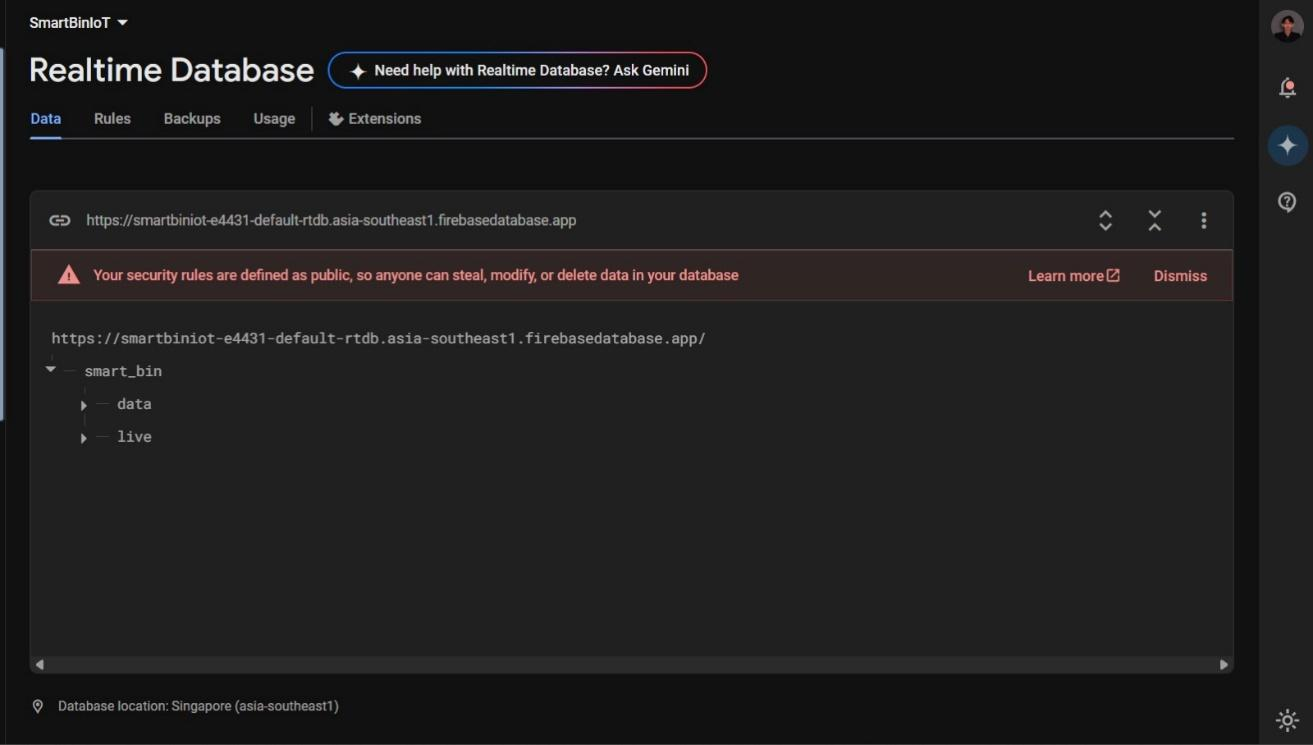 SmartBinIoT
Realtime Database
Need help with Realtime Database? Ask Gemini
Data Rules Backups Usage Extensions
https://smartbiniot-e4431-default-rtdb.asia-southeast1.firebasedatabase.app
Your security rules are defined as public, so anyone can steal, modify, or delete data in your database Learn more Dismiss
https://smartbiniot-e4431-default-rtdb.asia-southeast1.firebasedatabase.app/
smart_bin
data
live
Database location: Singapore (asia-southeast1)